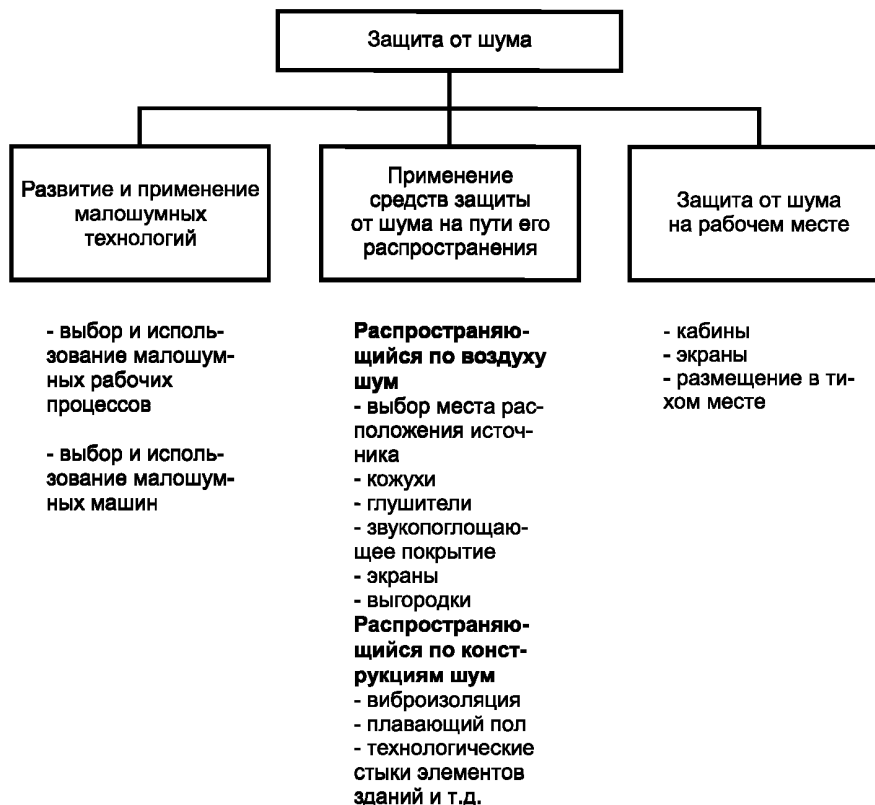 Защита от шума
Развитие и применение
малошумных
технологий
Применение
средств защиты
от шума на пути его
распространения
Защита от шума
на рабочем месте
- выбор и исполь-
зование малошум-
ных рабочих
процессов
- выбор и исполь-
зование малошум-
ных машин
Распространяю-
щийся по воздуху
шум
- выбор места рас-
положения источ-
ника
- кожухи
- глушители
- звукопоглощаю-
щее покрытие
- экраны
- выгородки
Распространяю-
щийся по конст-
рукциям шум
- виброизоляция
- плавающий пол
- технологические
стыки элементов
зданий и т.д.
- кабины
- экраны
- размещение в ти-
хом месте